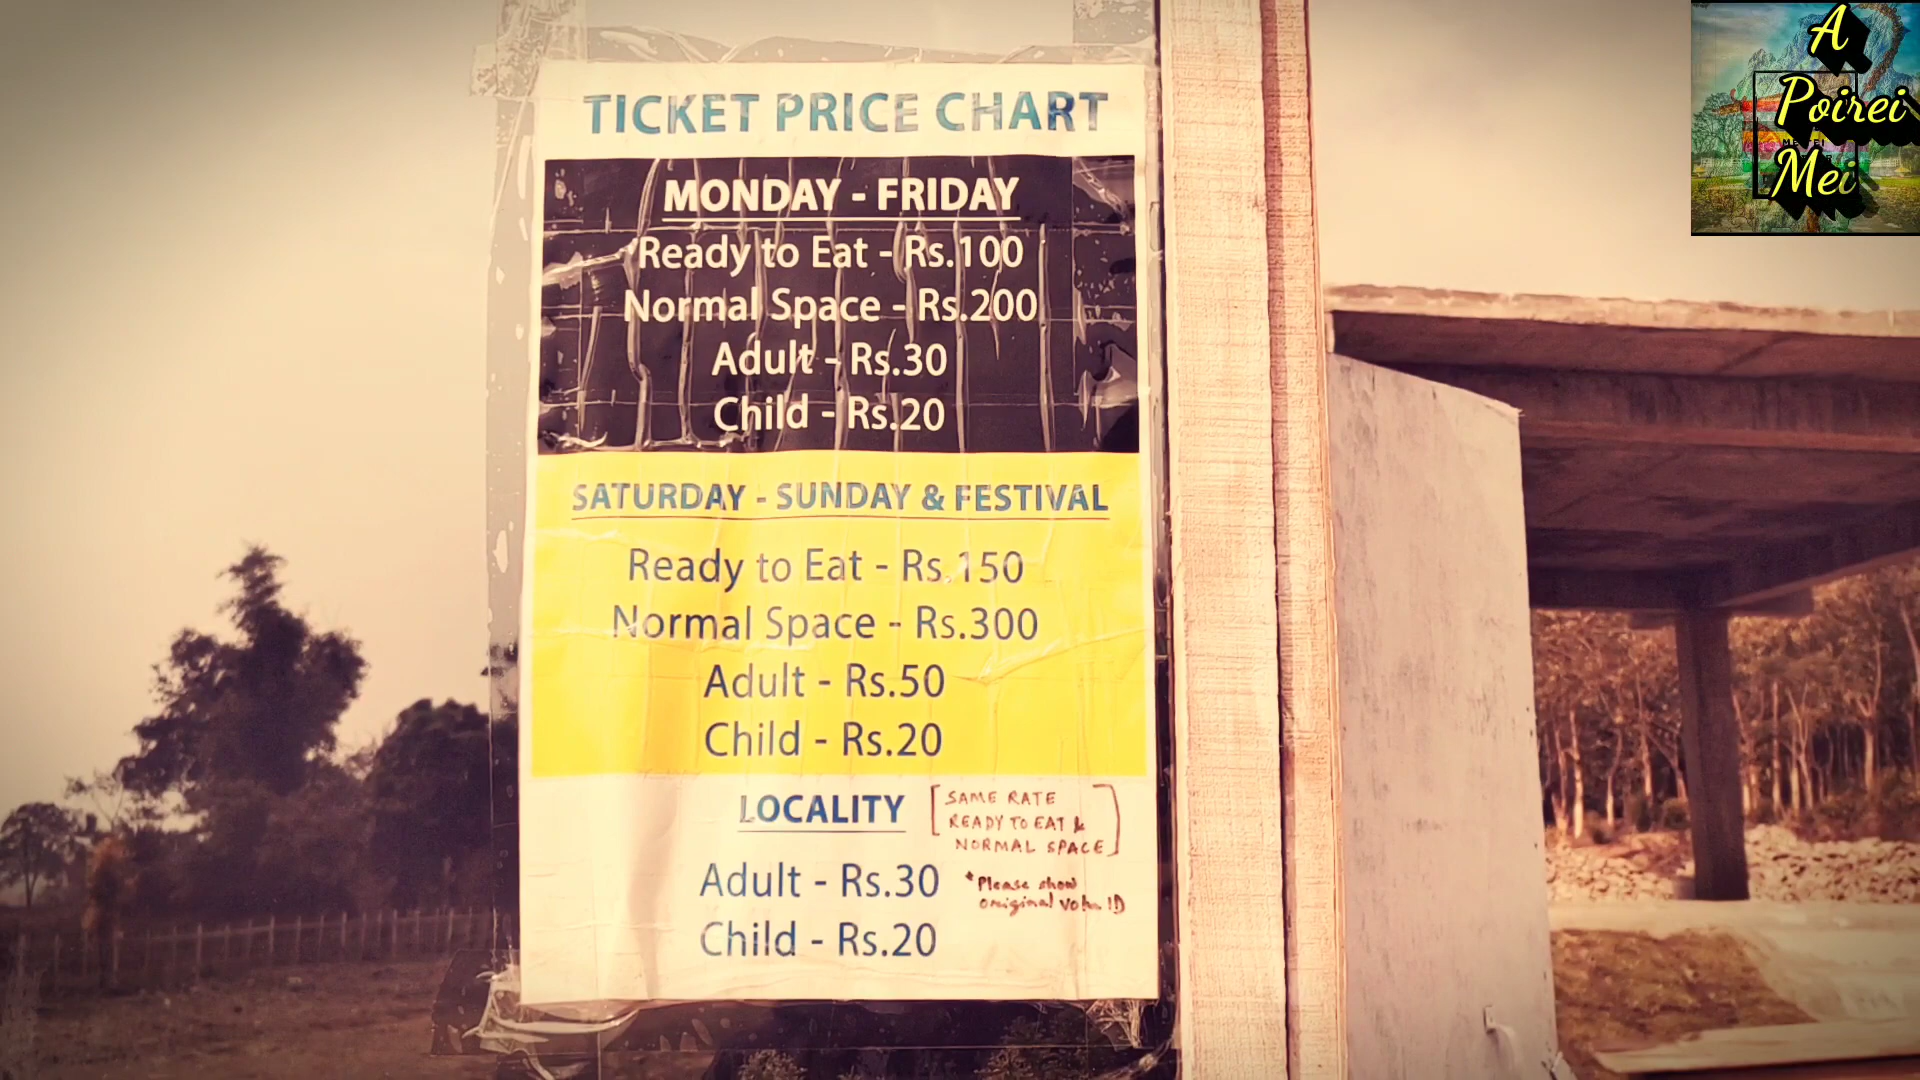 TICKET PRICE CHART
MONDAY - FRIDAY
Ready to Eat - Rs.100
Normal Space - Rs.200
Adult - Rs.30
Child - Rs.20
SATURDAY - SUNDAY & FESTIVAL
Ready to Eat - Rs.150
Normal Space - Rs.300
Adult - Rs.50
Child - Rs.20
LOCALITY
SAME RATE
READY TO EAT &
NORMAL SPACE
Adult - Rs.30
*Please show
original ID
Child - Rs.20
A
Poirei
Mei